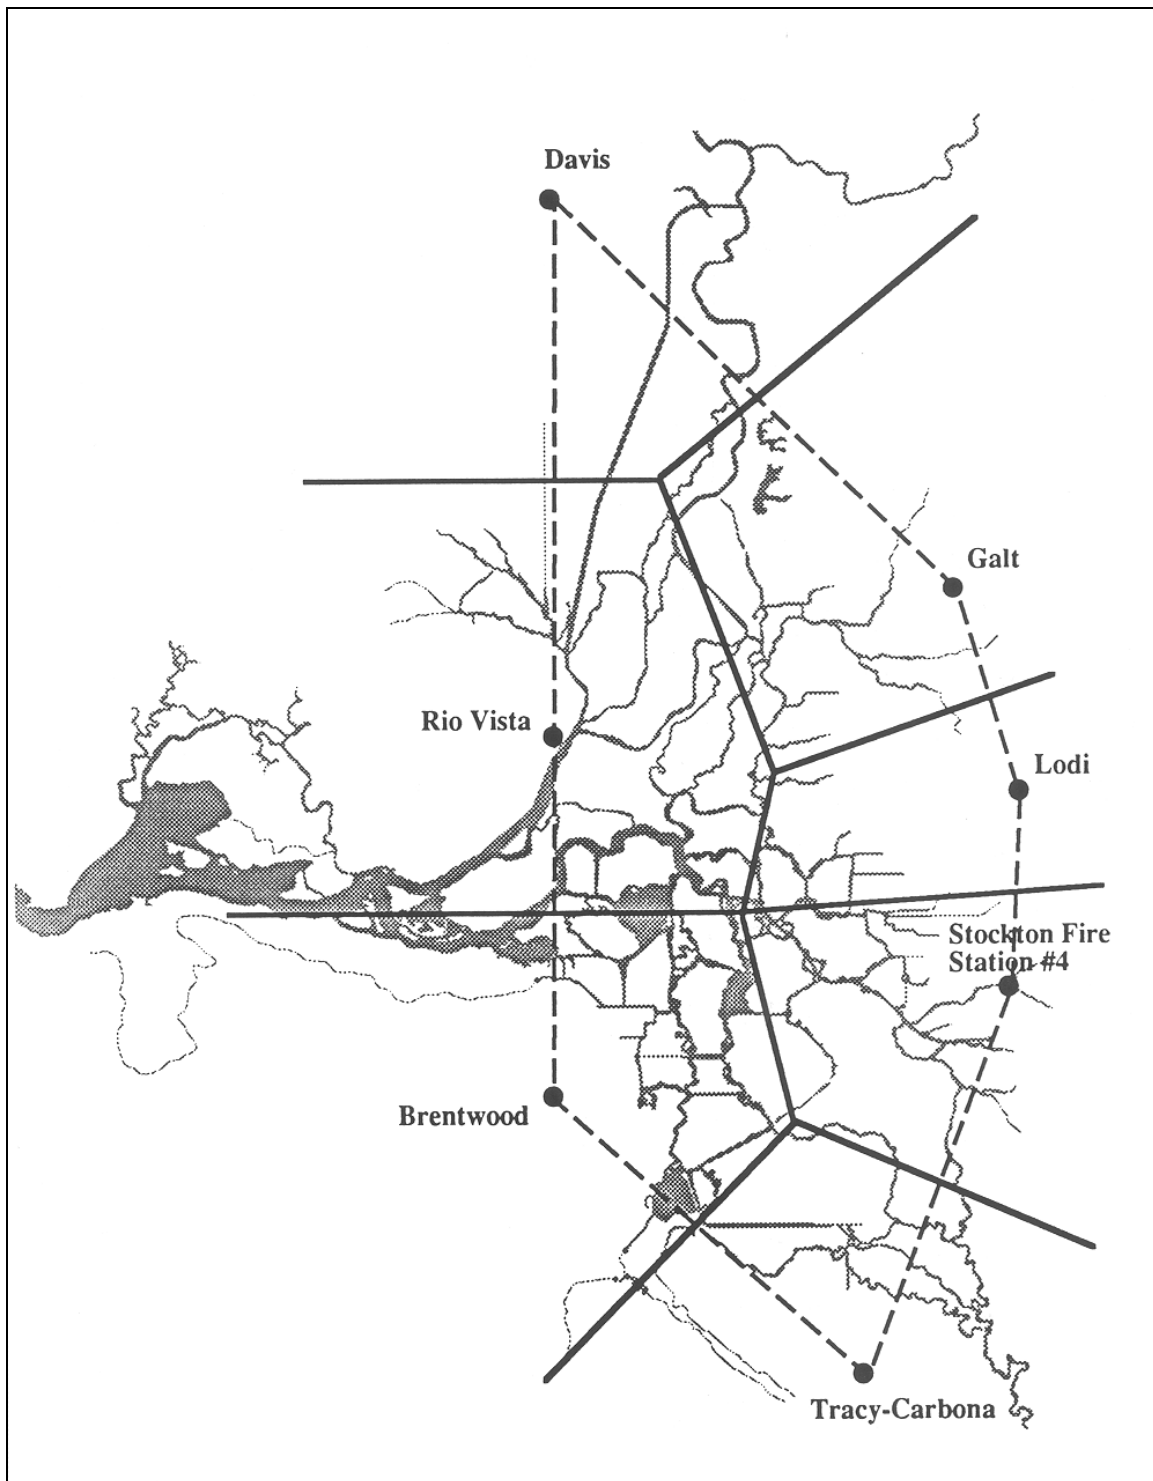 Davis
Galt
Rio Vista
Lodi
Stockton Fire
Station #4
Brentwood
Tracy-Carbona